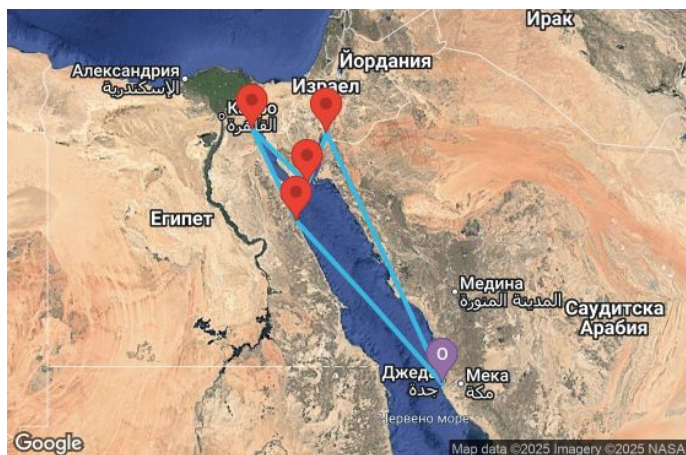 Ирак
Йордания
Александрия
الإسكندرية
Израел
القاهرة
Египет
Медина
المدينة المنورة
Саудитска
Арабия
O
Мека
مكة
جدة
Червено море
Google
Map data ©2025 Imagery ©2025 NASA